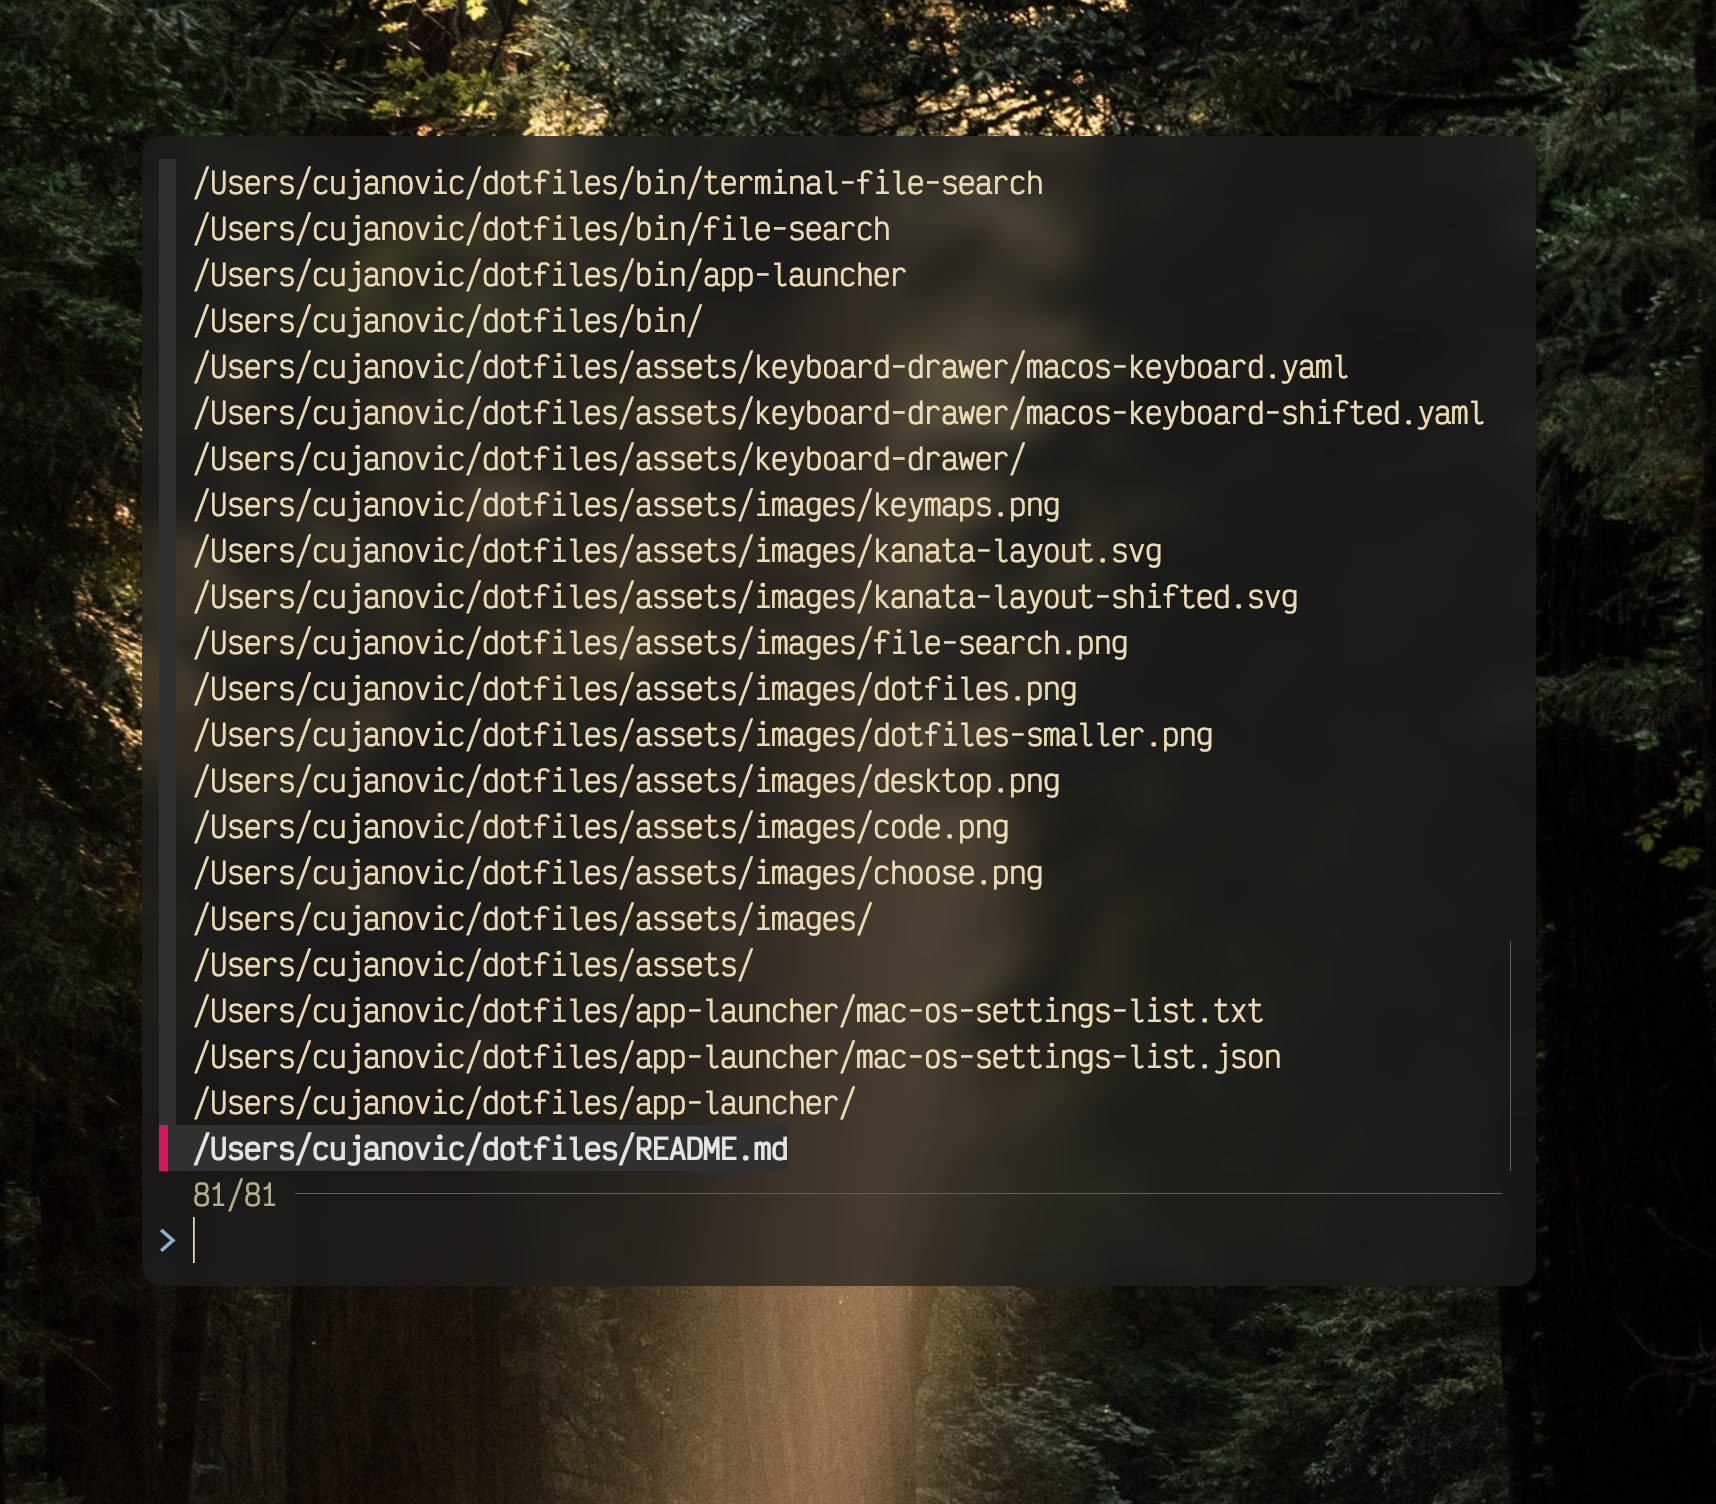 /Users/cujanovic/dotfiles/bin/terminal-file-search
/Users/cujanovic/dotfiles/bin/file-search
/Users/cujanovic/dotfiles/bin/app-launcher
/Users/cujanovic/dotfiles/bin/
/Users/cujanovic/dotfiles/assets/keyboard-drawer/macos-keyboard.yaml
/Users/cujanovic/dotfiles/assets/keyboard-drawer/macos-keyboard-shifted.yaml
/Users/cujanovic/dotfiles/assets/keyboard-drawer/
/Users/cujanovic/dotfiles/assets/images/keymaps.png
/Users/cujanovic/dotfiles/assets/images/kanata-layout.svg
/Users/cujanovic/dotfiles/assets/images/kanata-layout-shifted.svg
/Users/cujanovic/dotfiles/assets/images/file-search.png
/Users/cujanovic/dotfiles/assets/images/dotfiles.png
/Users/cujanovic/dotfiles/assets/images/dotfiles-smaller.png
/Users/cujanovic/dotfiles/assets/images/desktop.png
/Users/cujanovic/dotfiles/assets/images/code.png
/Users/cujanovic/dotfiles/assets/images/choose.png
/Users/cujanovic/dotfiles/assets/images/
/Users/cujanovic/dotfiles/assets/
/Users/cujanovic/dotfiles/app-launcher/mac-os-settings-list.txt
/Users/cujanovic/dotfiles/app-launcher/mac-os-settings-list.json
/Users/cujanovic/dotfiles/app-launcher/
/Users/cujanovic/dotfiles/README.md
81/81
>